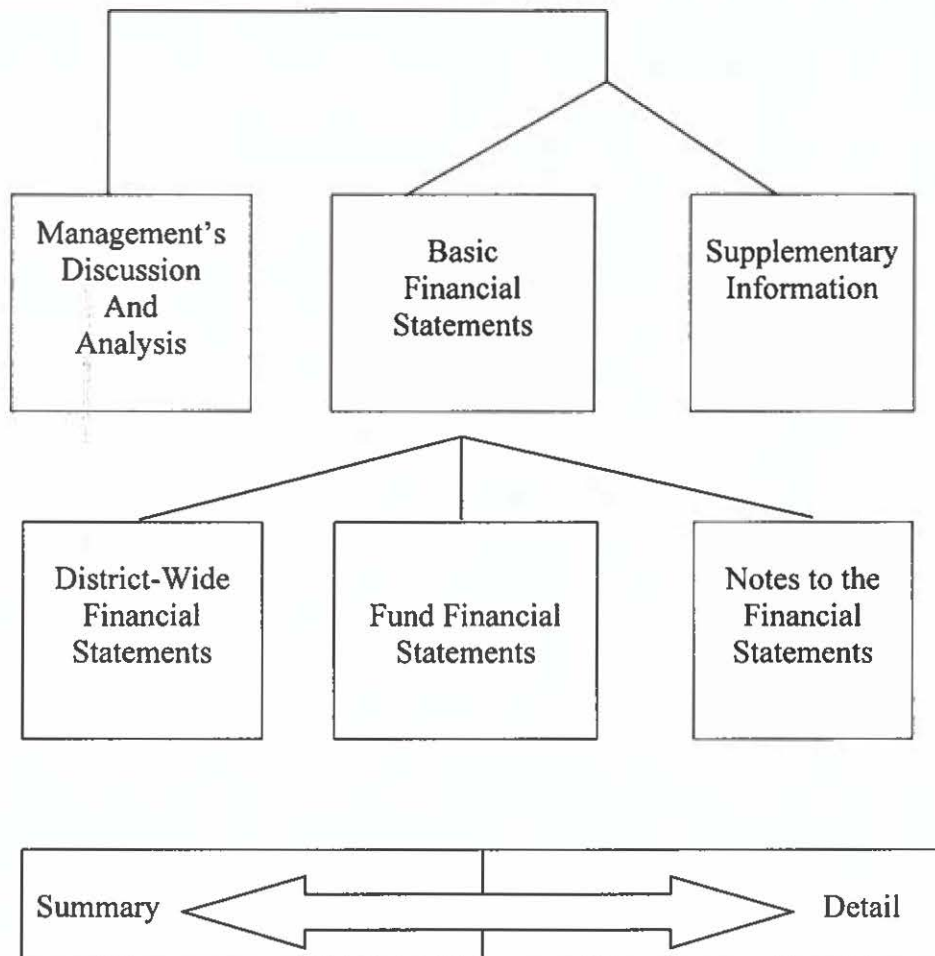 Management's
Discussion
And
Analysis
Basic
Financial
Statements
Supplementary
Information
District-Wide
Financial
Statements
Fund Financial
Statements
Notes to the
Financial
Statements
Summary
Detail